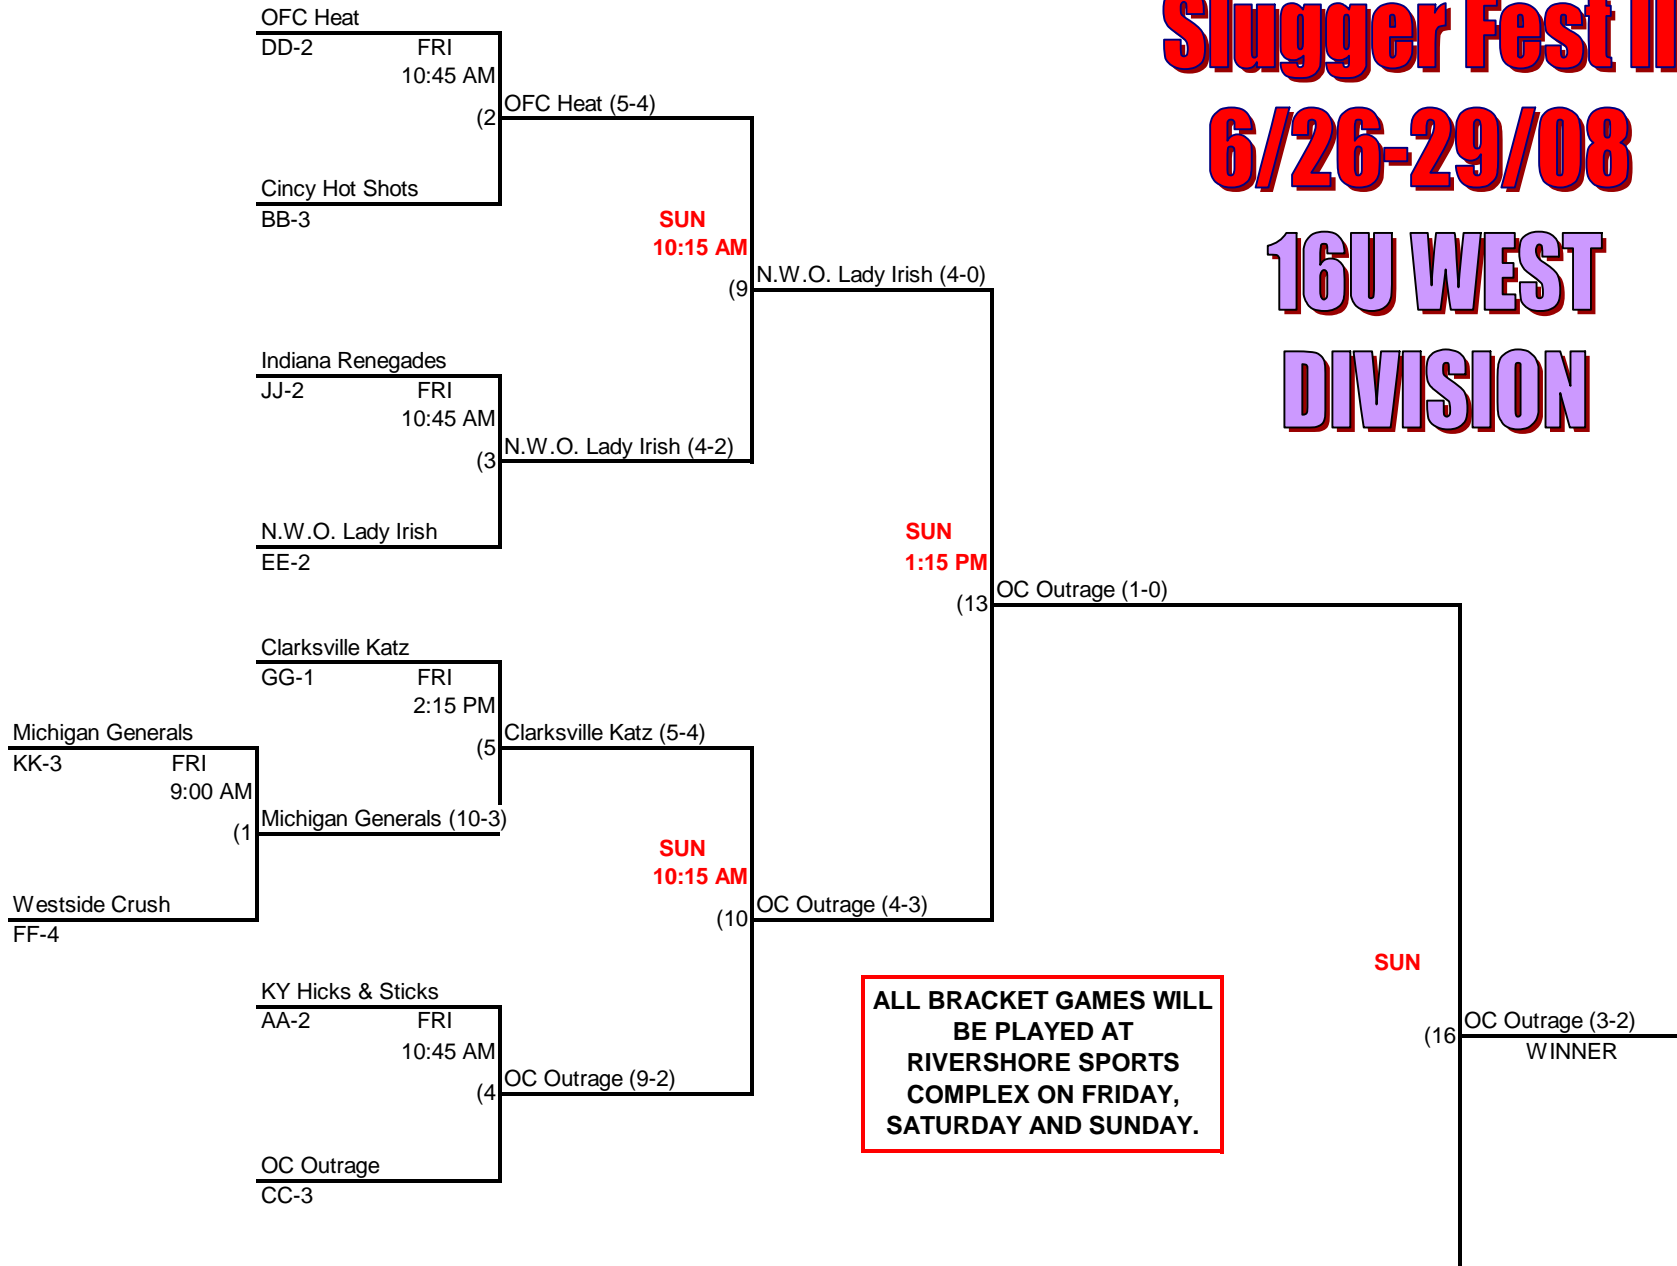 Slugger Fest II
6/26-29/08
16U WEST
DIVISION
OFC Heat
DD-2 FRI
10:45 AM
(2 OFC Heat (5-4)
Cincy Hot Shots
BB-3
SUN
10:15 AM
(9 N.W.O. Lady Irish (4-0)
Indiana Renegades
JJ-2 FRI
10:45 AM
(3 N.W.O. Lady Irish (4-2)
N.W.O. Lady Irish
EE-2
SUN
1:15 PM
(13 OC Outrage (1-0)
Clarksville Katz
GG-1 FRI
2:15 PM
(5 Clarksville Katz (5-4)
Michigan Generals
KK-3 FRI
9:00 AM
(1 Michigan Generals (10-3)
Westside Crush
FF-4
SUN
10:15 AM
(10 OC Outrage (4-3)
KY Hicks & Sticks
AA-2 FRI
10:45 AM
(4 OC Outrage (9-2)
OC Outrage
CC-3
ALL BRACKET GAMES WILL
BE PLAYED AT
RIVERSHORE SPORTS
COMPLEX ON FRIDAY,
SATURDAY AND SUNDAY.
SUN
(16 OC Outrage (3-2)
WINNER